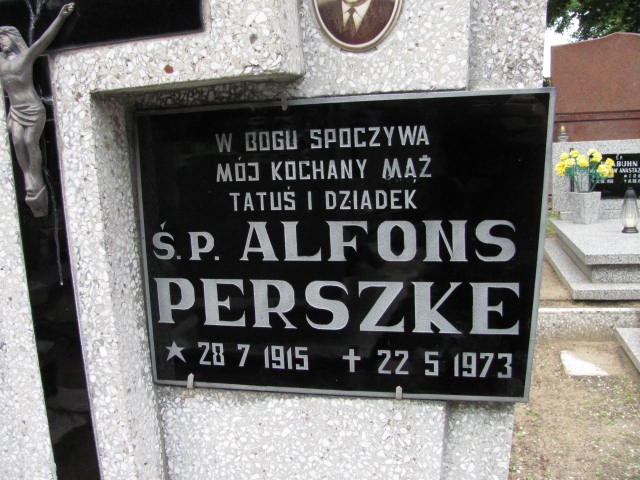 W BOGU SPOCZYWA
MÓJ KOCHANY MĄŻ
TATUŚ I DZIADEK
Ś.P. ALFONS
PERSZKE
★ 28 7 1915 + 22 5 1973